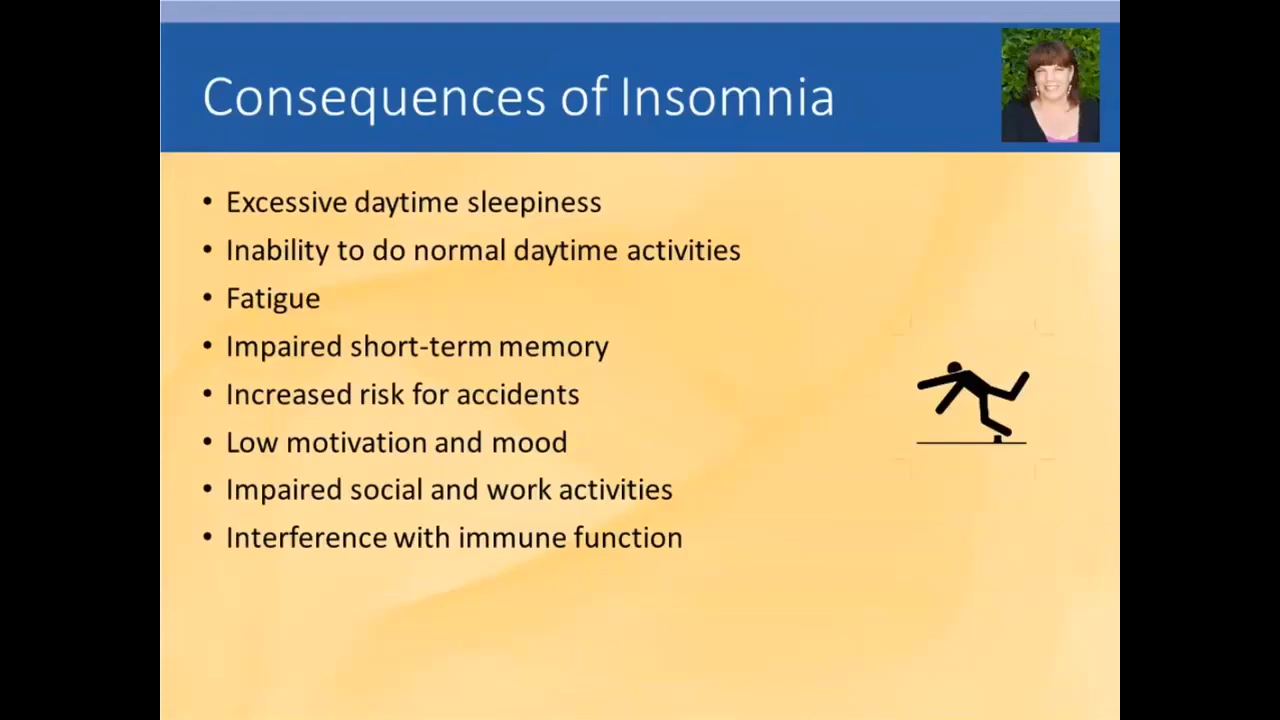 Consequences of Insomnia
• Excessive daytime sleepiness
• Inability to do normal daytime activities
• Fatigue
• Impaired short-term memory
• Increased risk for accidents
• Low motivation and mood
• Impaired social and work activities
• Interference with immune function